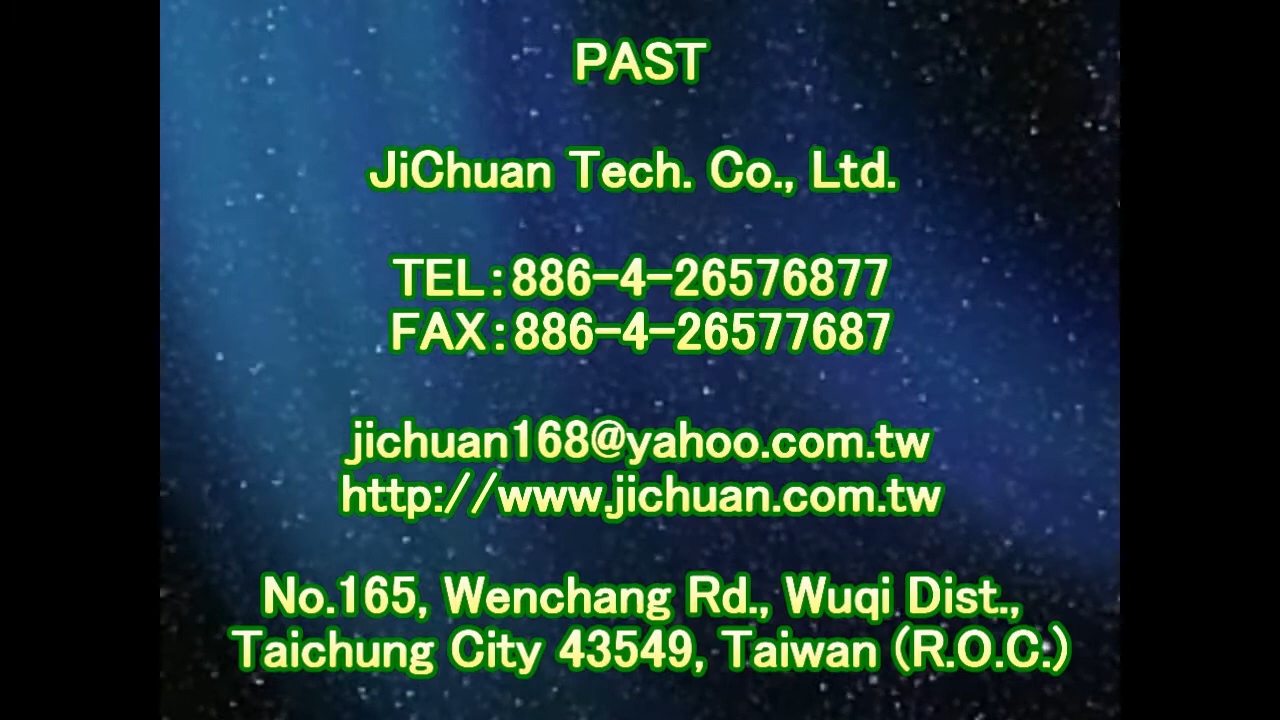 PAST
JiChuan Tech. Co., Ltd.
TEL:886-4-26576877
FAX:886-4-26577687
jichuan168@yahoo.com.tw
http://www.jichuan.com.tw
No.165, Wenchang Rd., Wuqi Dist.,
Taichung City 43549, Taiwan (R.O.C.)